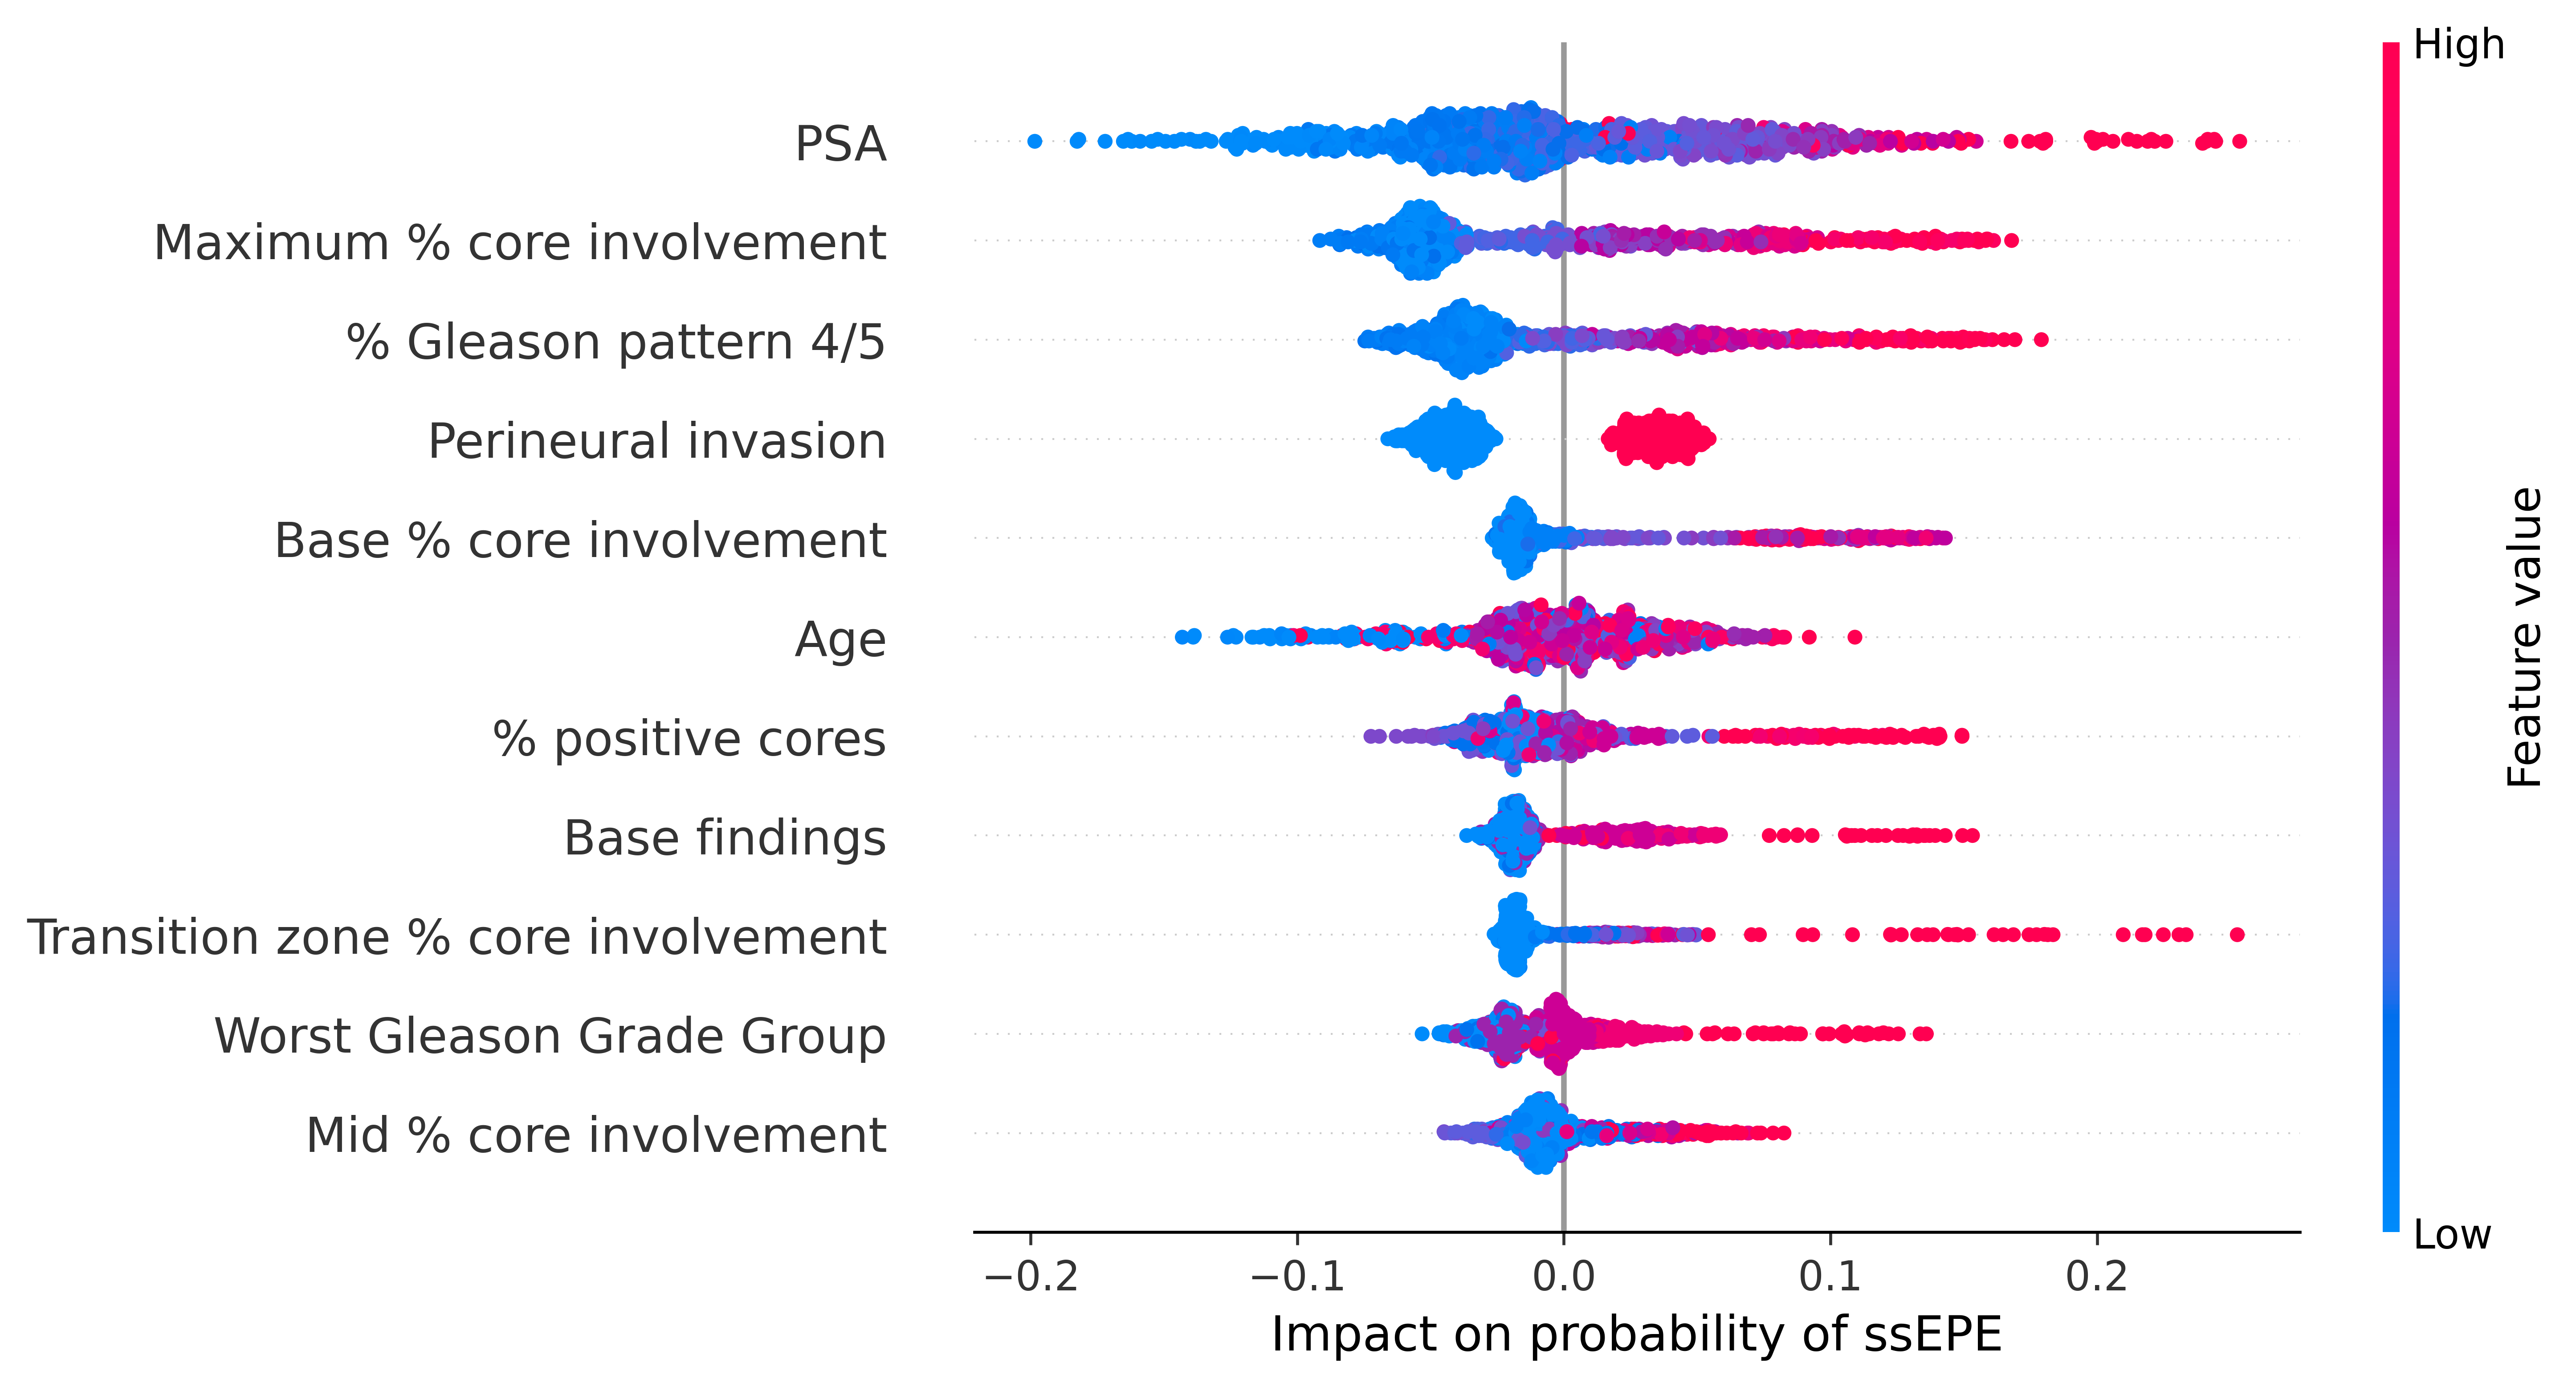 High
PSA
Maximum % core involvement
% Gleason pattern 4/5
Perineural invasion
Base % core involvement
Age
% positive cores
Base findings
Transition zone % core involvement
Worst Gleason Grade Group
Mid % core involvement
Feature value
Low
−0.2 −0.1 0.0 0.1 0.2
Impact on probability of ssEPE